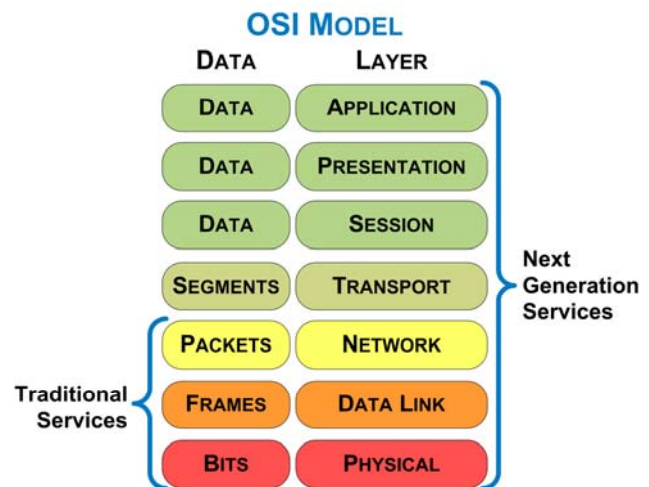 OSI MODEL
DATA LAYER
DATA APPLICATION
DATA PRESENTATION
DATA SESSION
SEGMENTS TRANSPORT
PACKETS NETWORK
FRAMES DATA LINK
BITS PHYSICAL
Traditional
Services
Next
Generation
Services